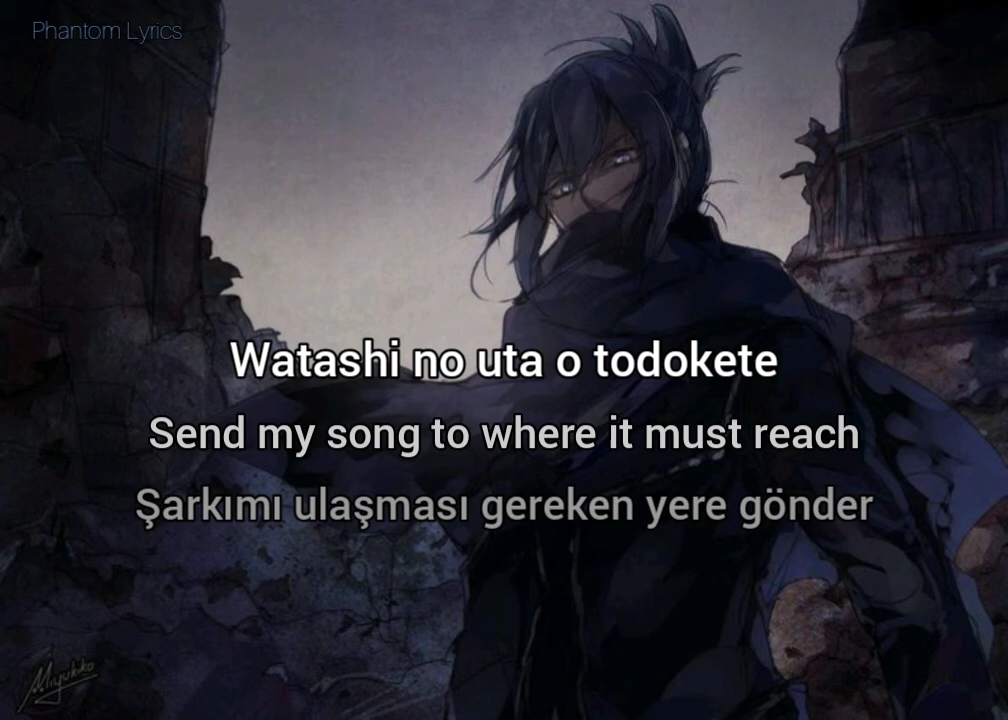 Phantom Lyrics
Watashi no uta o todokete
Send my song to where it must reach
Şarkımı ulaşması gereken yere gönder